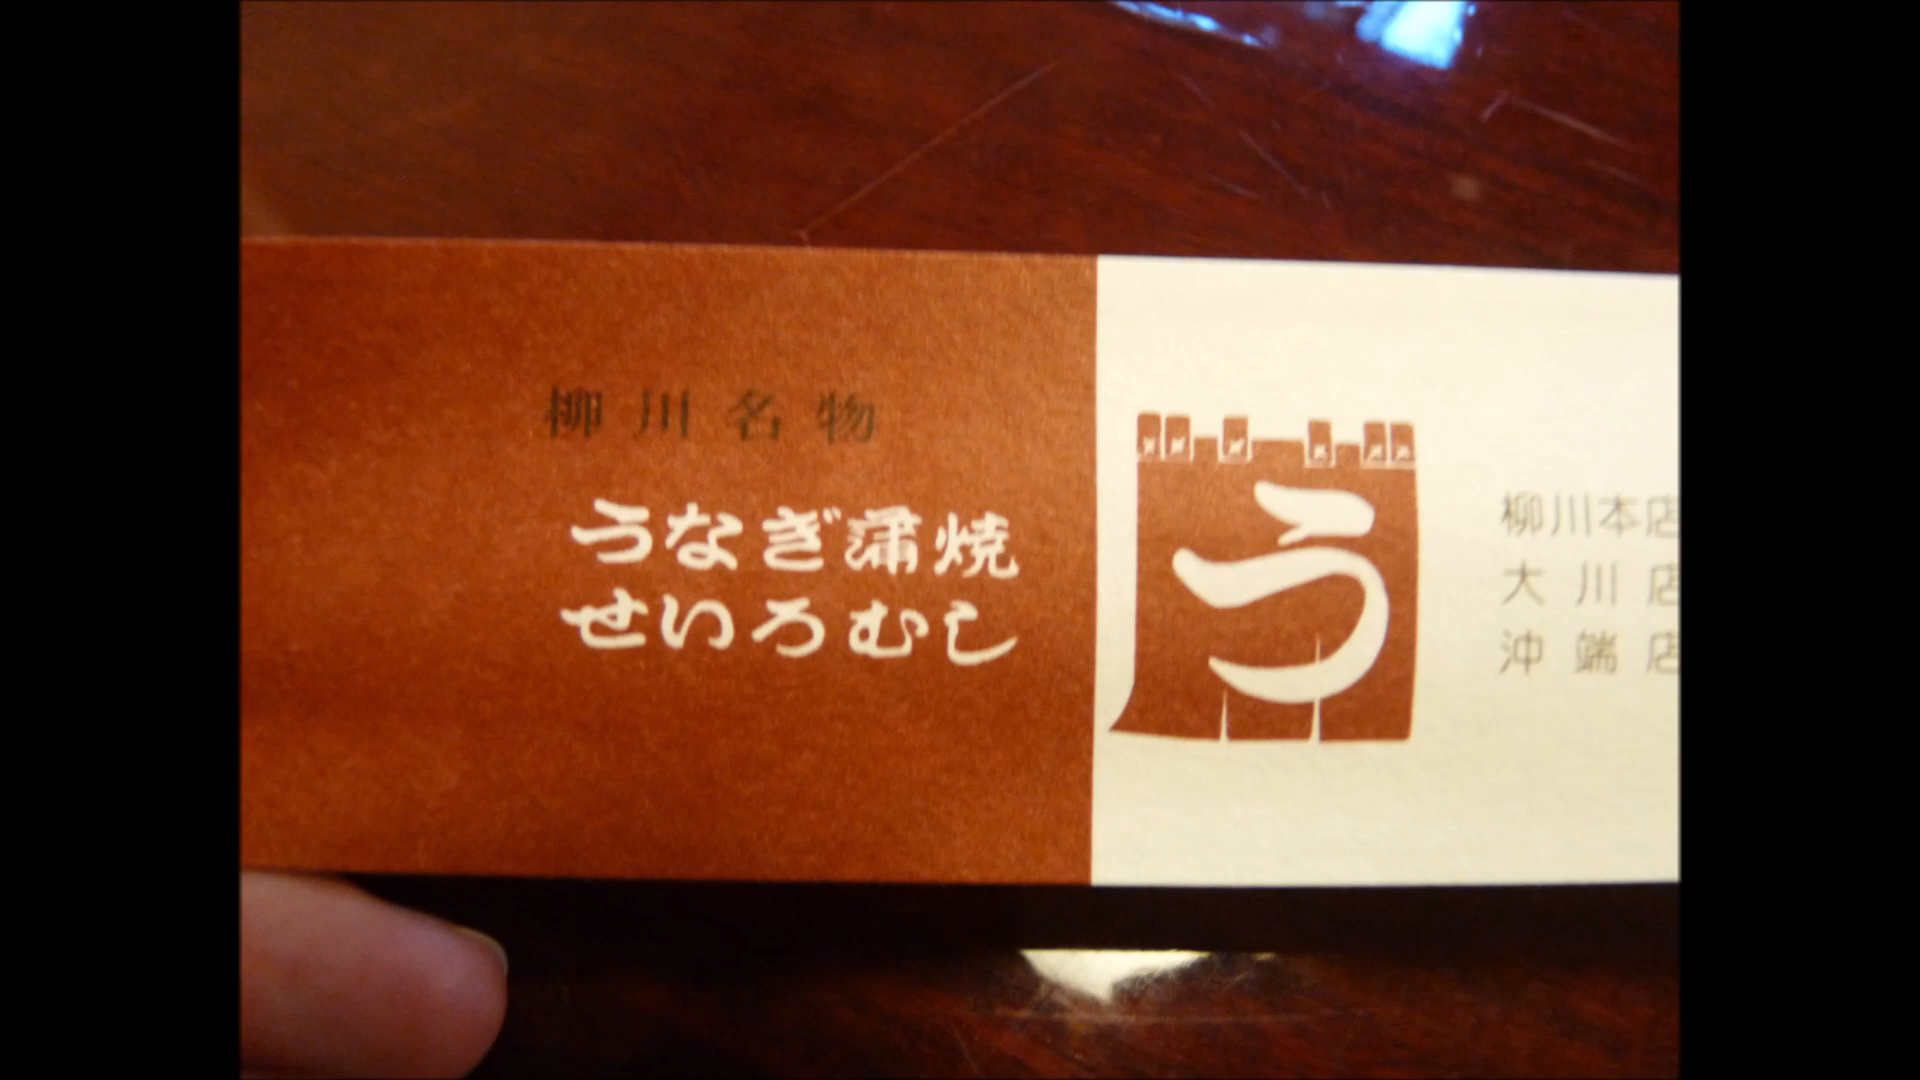 柳川名物
うなぎ蒲焼
せいろむし
う
柳川本店
大川店
沖端店